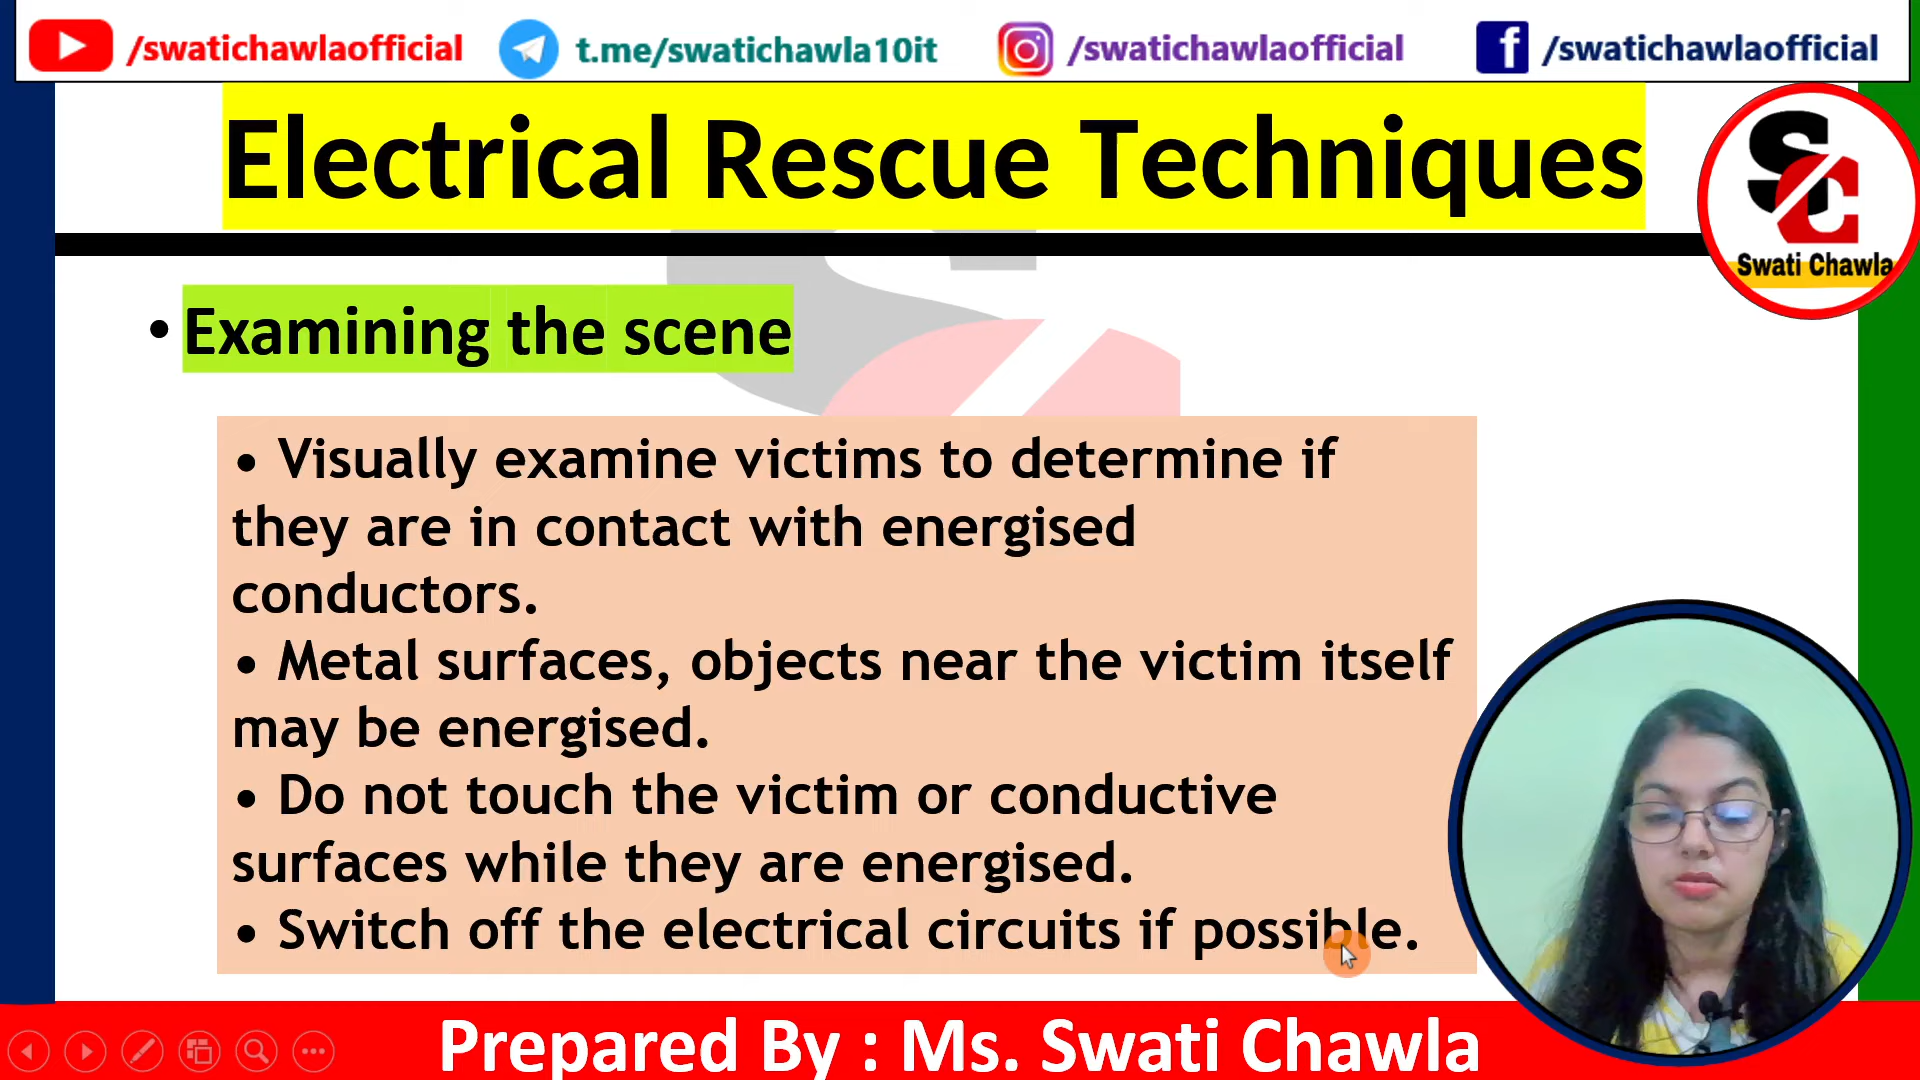 /swatichawlaofficial t.me/swatichawla10it /swatichawlaofficial /swatichawlaofficial
Electrical Rescue Techniques
SC
Swati Chawla
• Examining the scene
• Visually examine victims to determine if
they are in contact with energised
conductors.
• Metal surfaces, objects near the victim itself
may be energised.
• Do not touch the victim or conductive
surfaces while they are energised.
• Switch off the electrical circuits if possible.
Prepared By : Ms. Swati Chawla